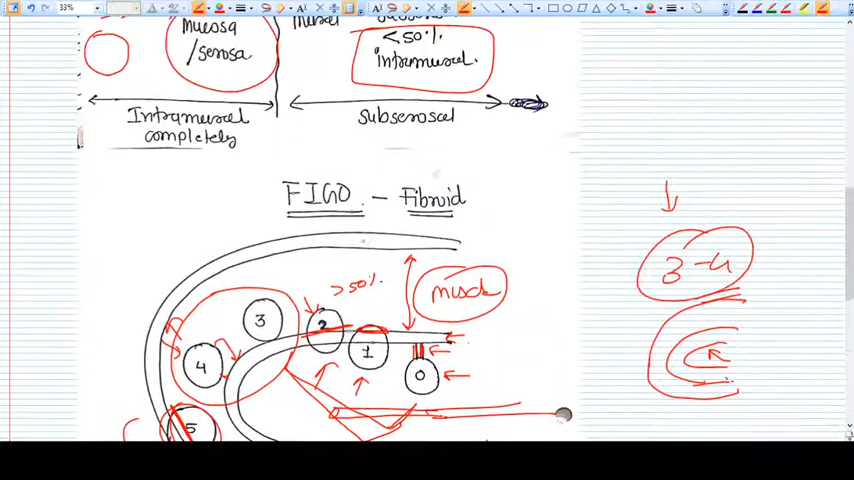 33%
Mucosa
/serosa
<50%
intramural
Intramural
completely
subserosal
FIGO - Fibroid
>50%
muscle
3-4
3
2
1
4
0
5